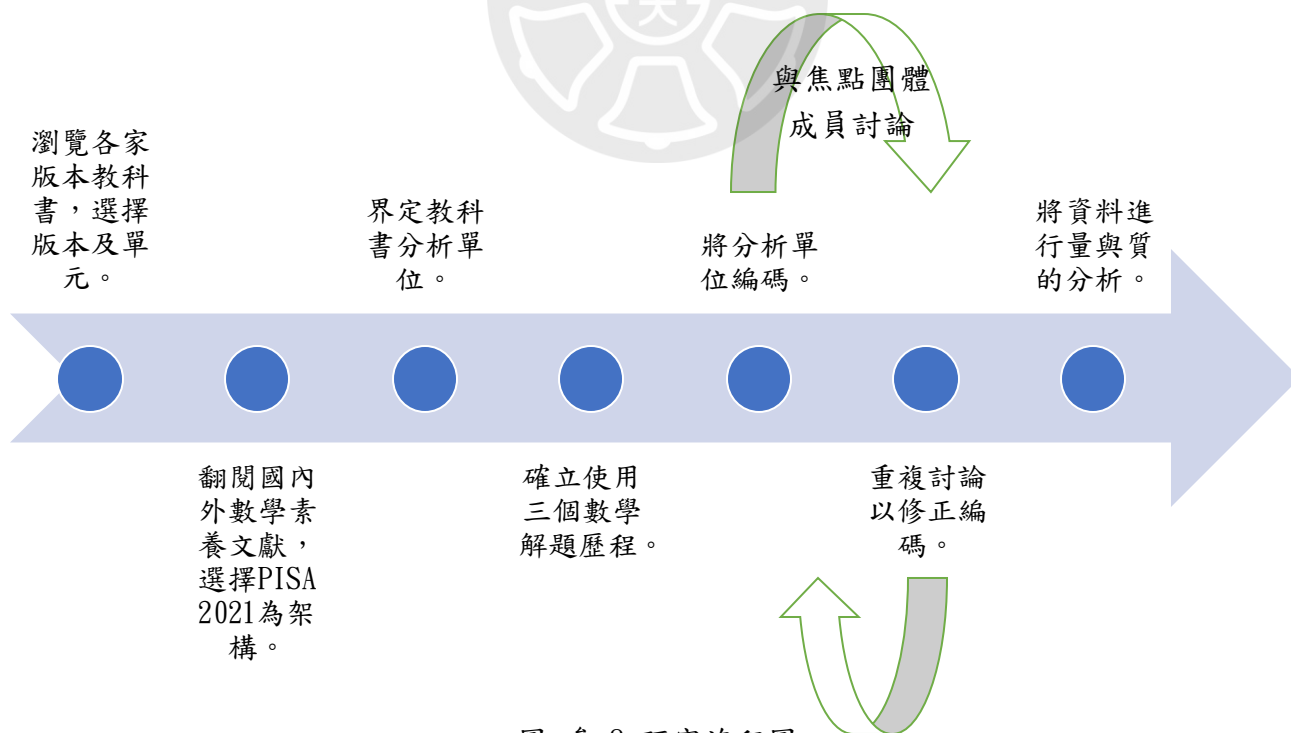 瀏覽各家
版本教科
書，選擇
版本及單
元。
翻閱國內
外數學素
養文獻，
選擇PISA
2021為架
構。
界定教科
書分析單
位。
確立使用
三個數學
解題歷程。
將分析單
位編碼。
與焦點團體
成員討論
重複討論
以修正編
碼。
將資料進
行量與質
的分析。